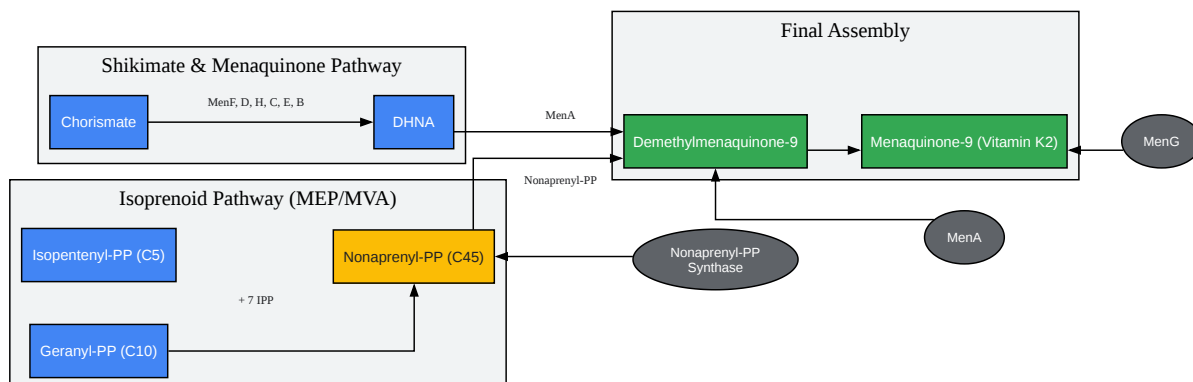 Final Assembly
Shikimate & Menaquinone Pathway
MenF, D, H, C, E, B
Chorismate
DHNA
MenA
Demethylmenaquinone-9
Menaquinone-9 (Vitamin K2)
MenG
Nonaprenyl-PP
Isoprenoid Pathway (MEP/MVA)
Isopentenyl-PP (C5)
Nonaprenyl-PP (C45)
Nonaprenyl-PP
Synthase
MenA
+ 7 IPP
Geranyl-PP (C10)